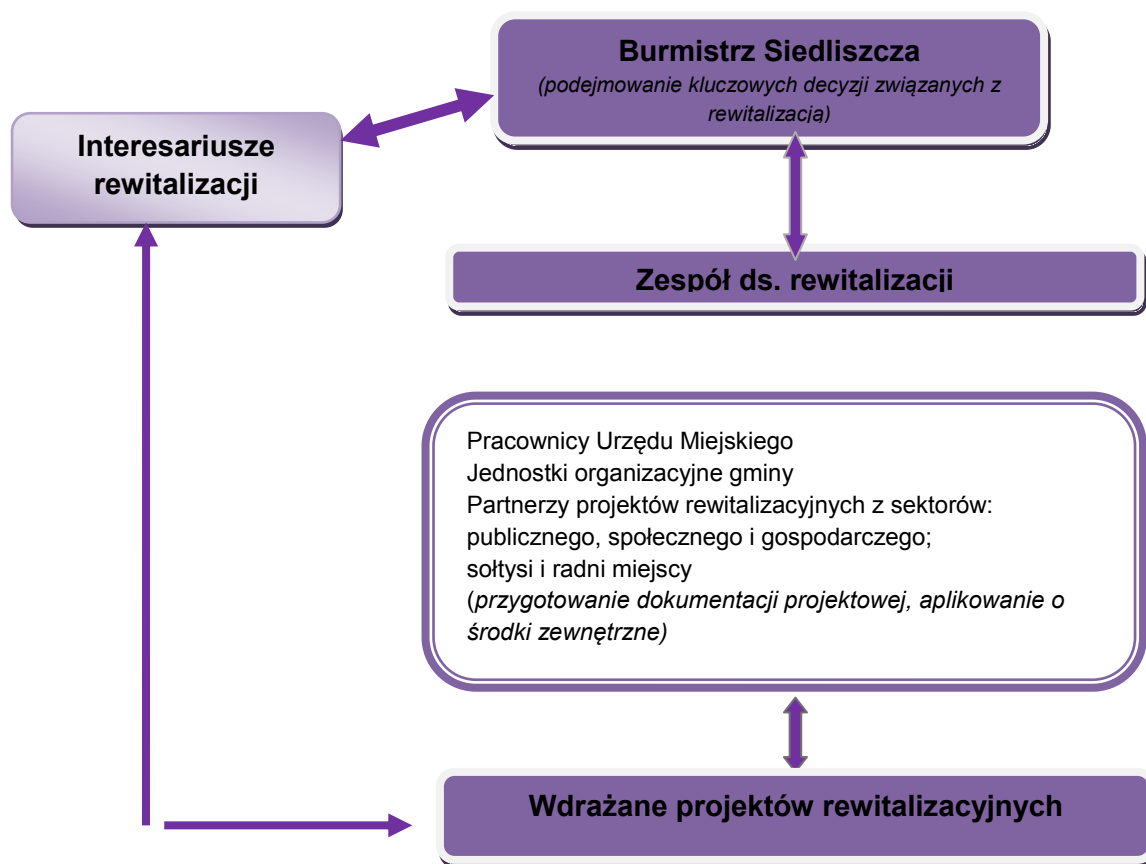 Burmistrz Siedliszcza
(podejmowanie kluczowych decyzji związanych z
rewitalizacją)
Interesariusze
rewitalizacji
Zespół ds. rewitalizacji
Pracownicy Urzędu Miejskiego
Jednostki organizacyjne gminy
Partnerzy projektów rewitalizacyjnych z sektorów:
publicznego, społecznego i gospodarczego;
sołtysi i radni miejscy
(przygotowanie dokumentacji projektowej, aplikowanie o
środki zewnętrzne)
Wdrażane projektów rewitalizacyjnych